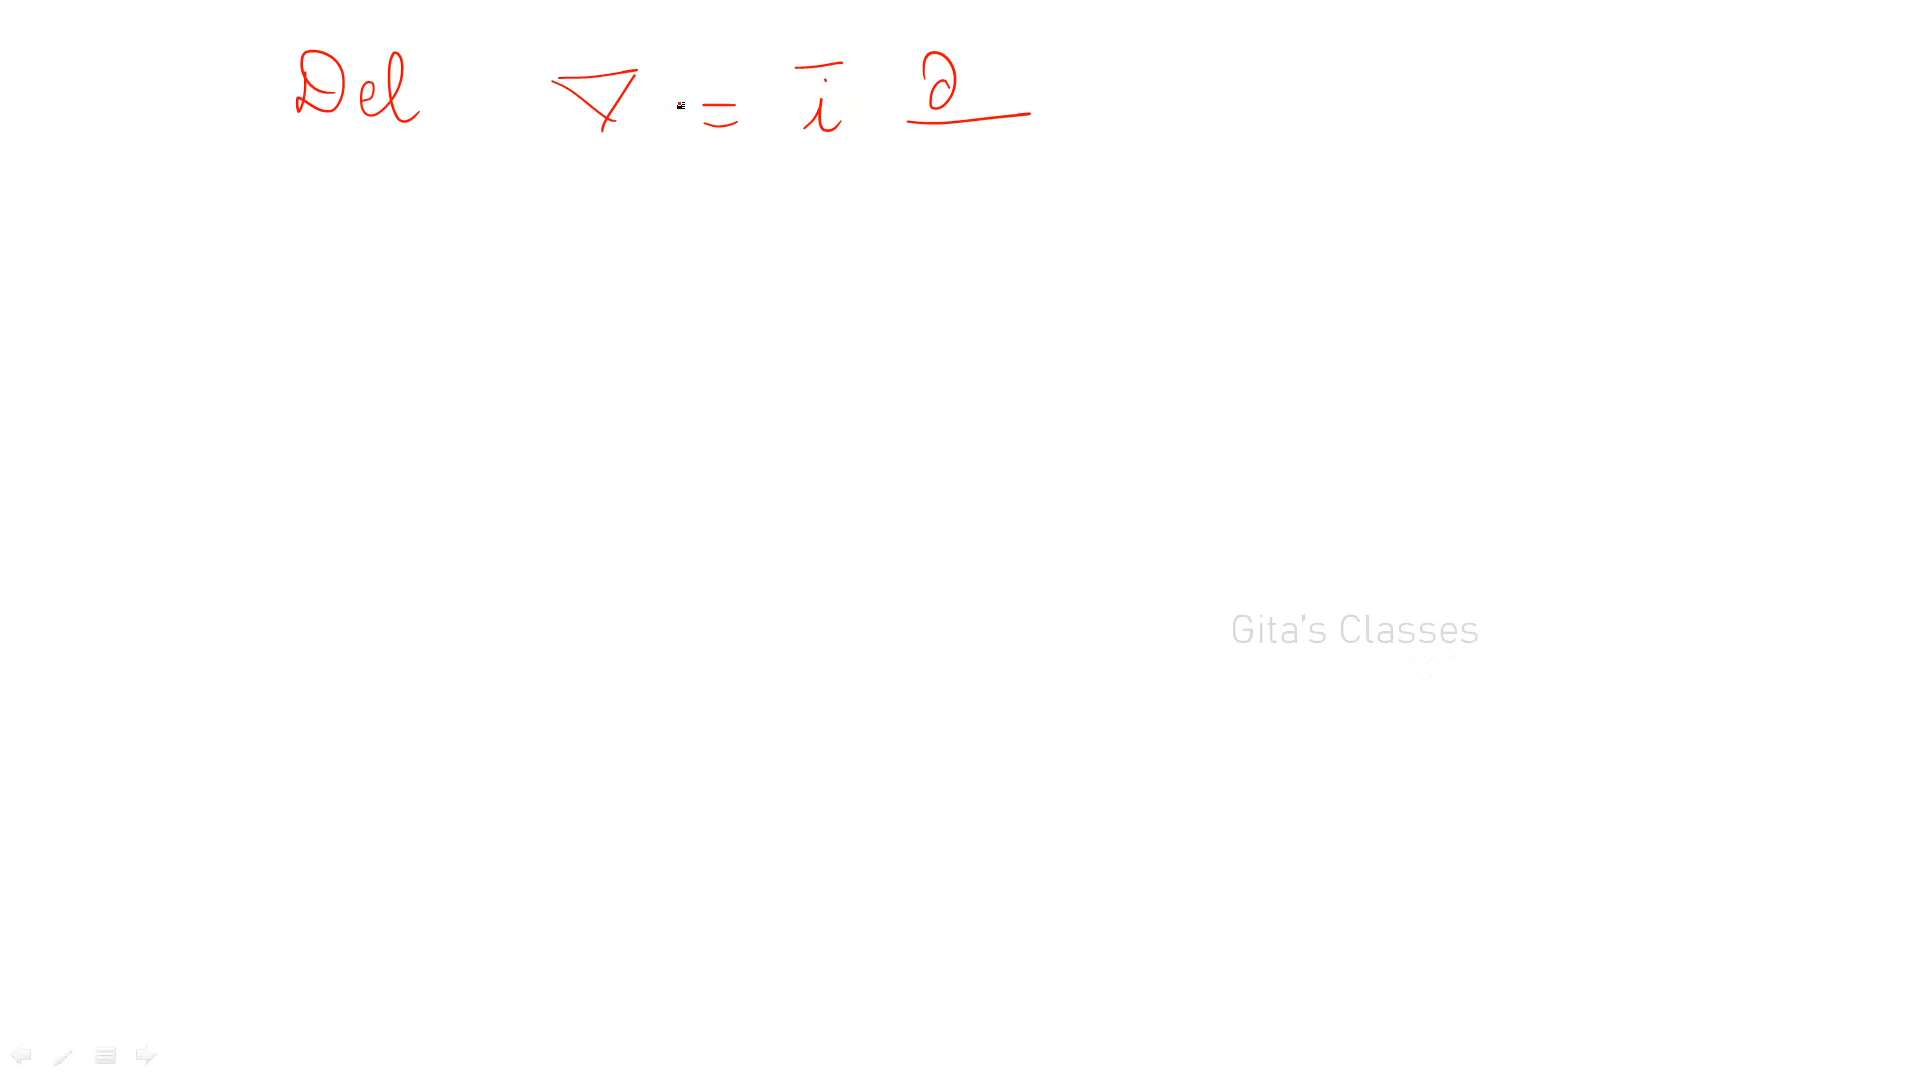 Del ∇ = i̅ ∂
Gita's Classes